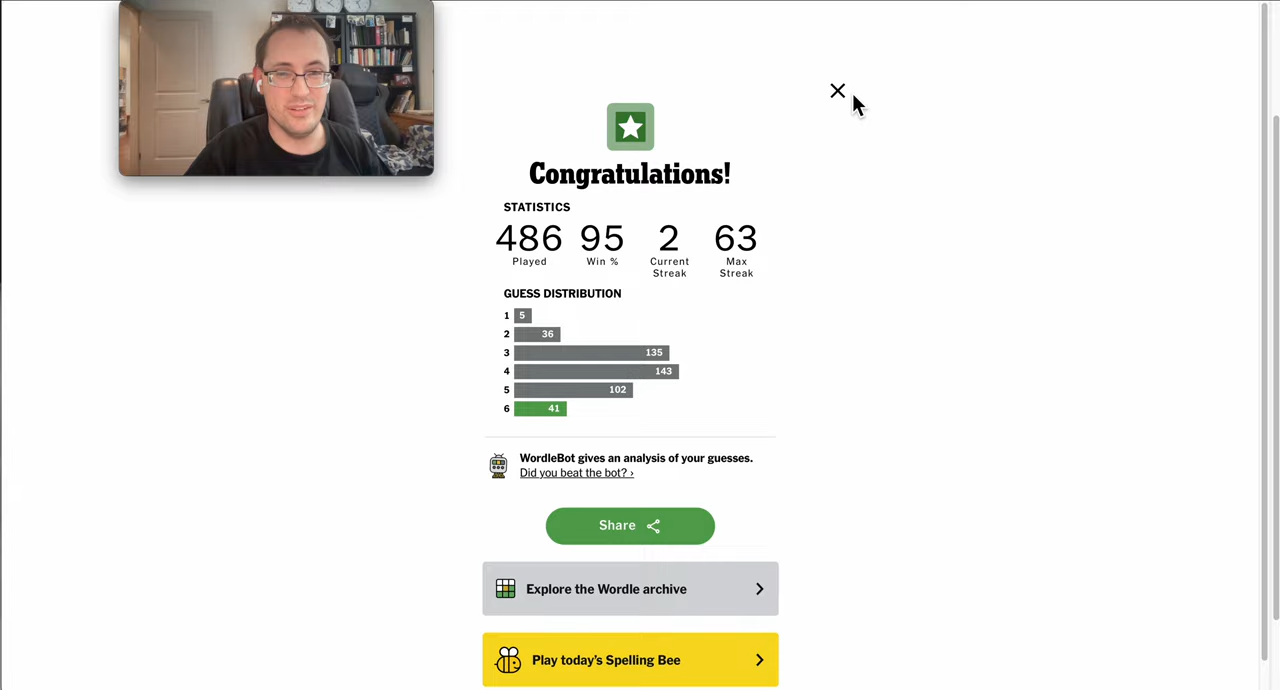 Congratulations!
STATISTICS
486 95 2 63
Played Win % Current Streak Max Streak
GUESS DISTRIBUTION
1 5
2 36
3 135
4 143
5 102
6 41
WordleBot gives an analysis of your guesses.
Did you beat the bot? ›
Share
Explore the Wordle archive
Play today’s Spelling Bee